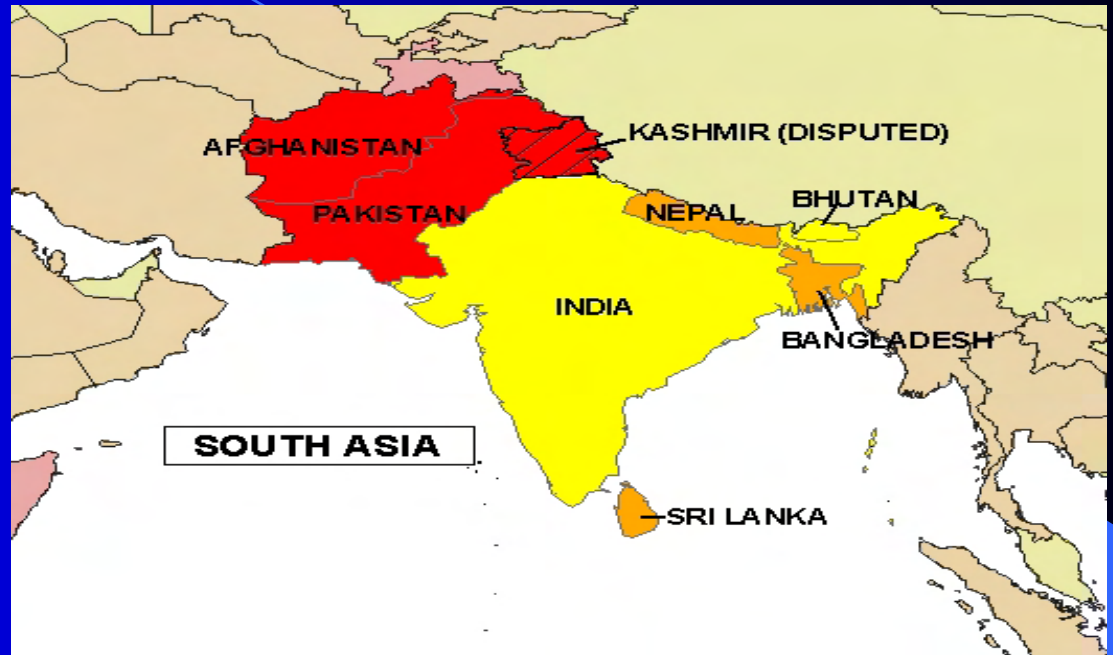 KASHMIR (DISPUTED)
AFGHANISTAN
BHUTAN
PAKISTAN
NEPAL
INDIA
BANGLADESH
SOUTH ASIA
SRI LANKA